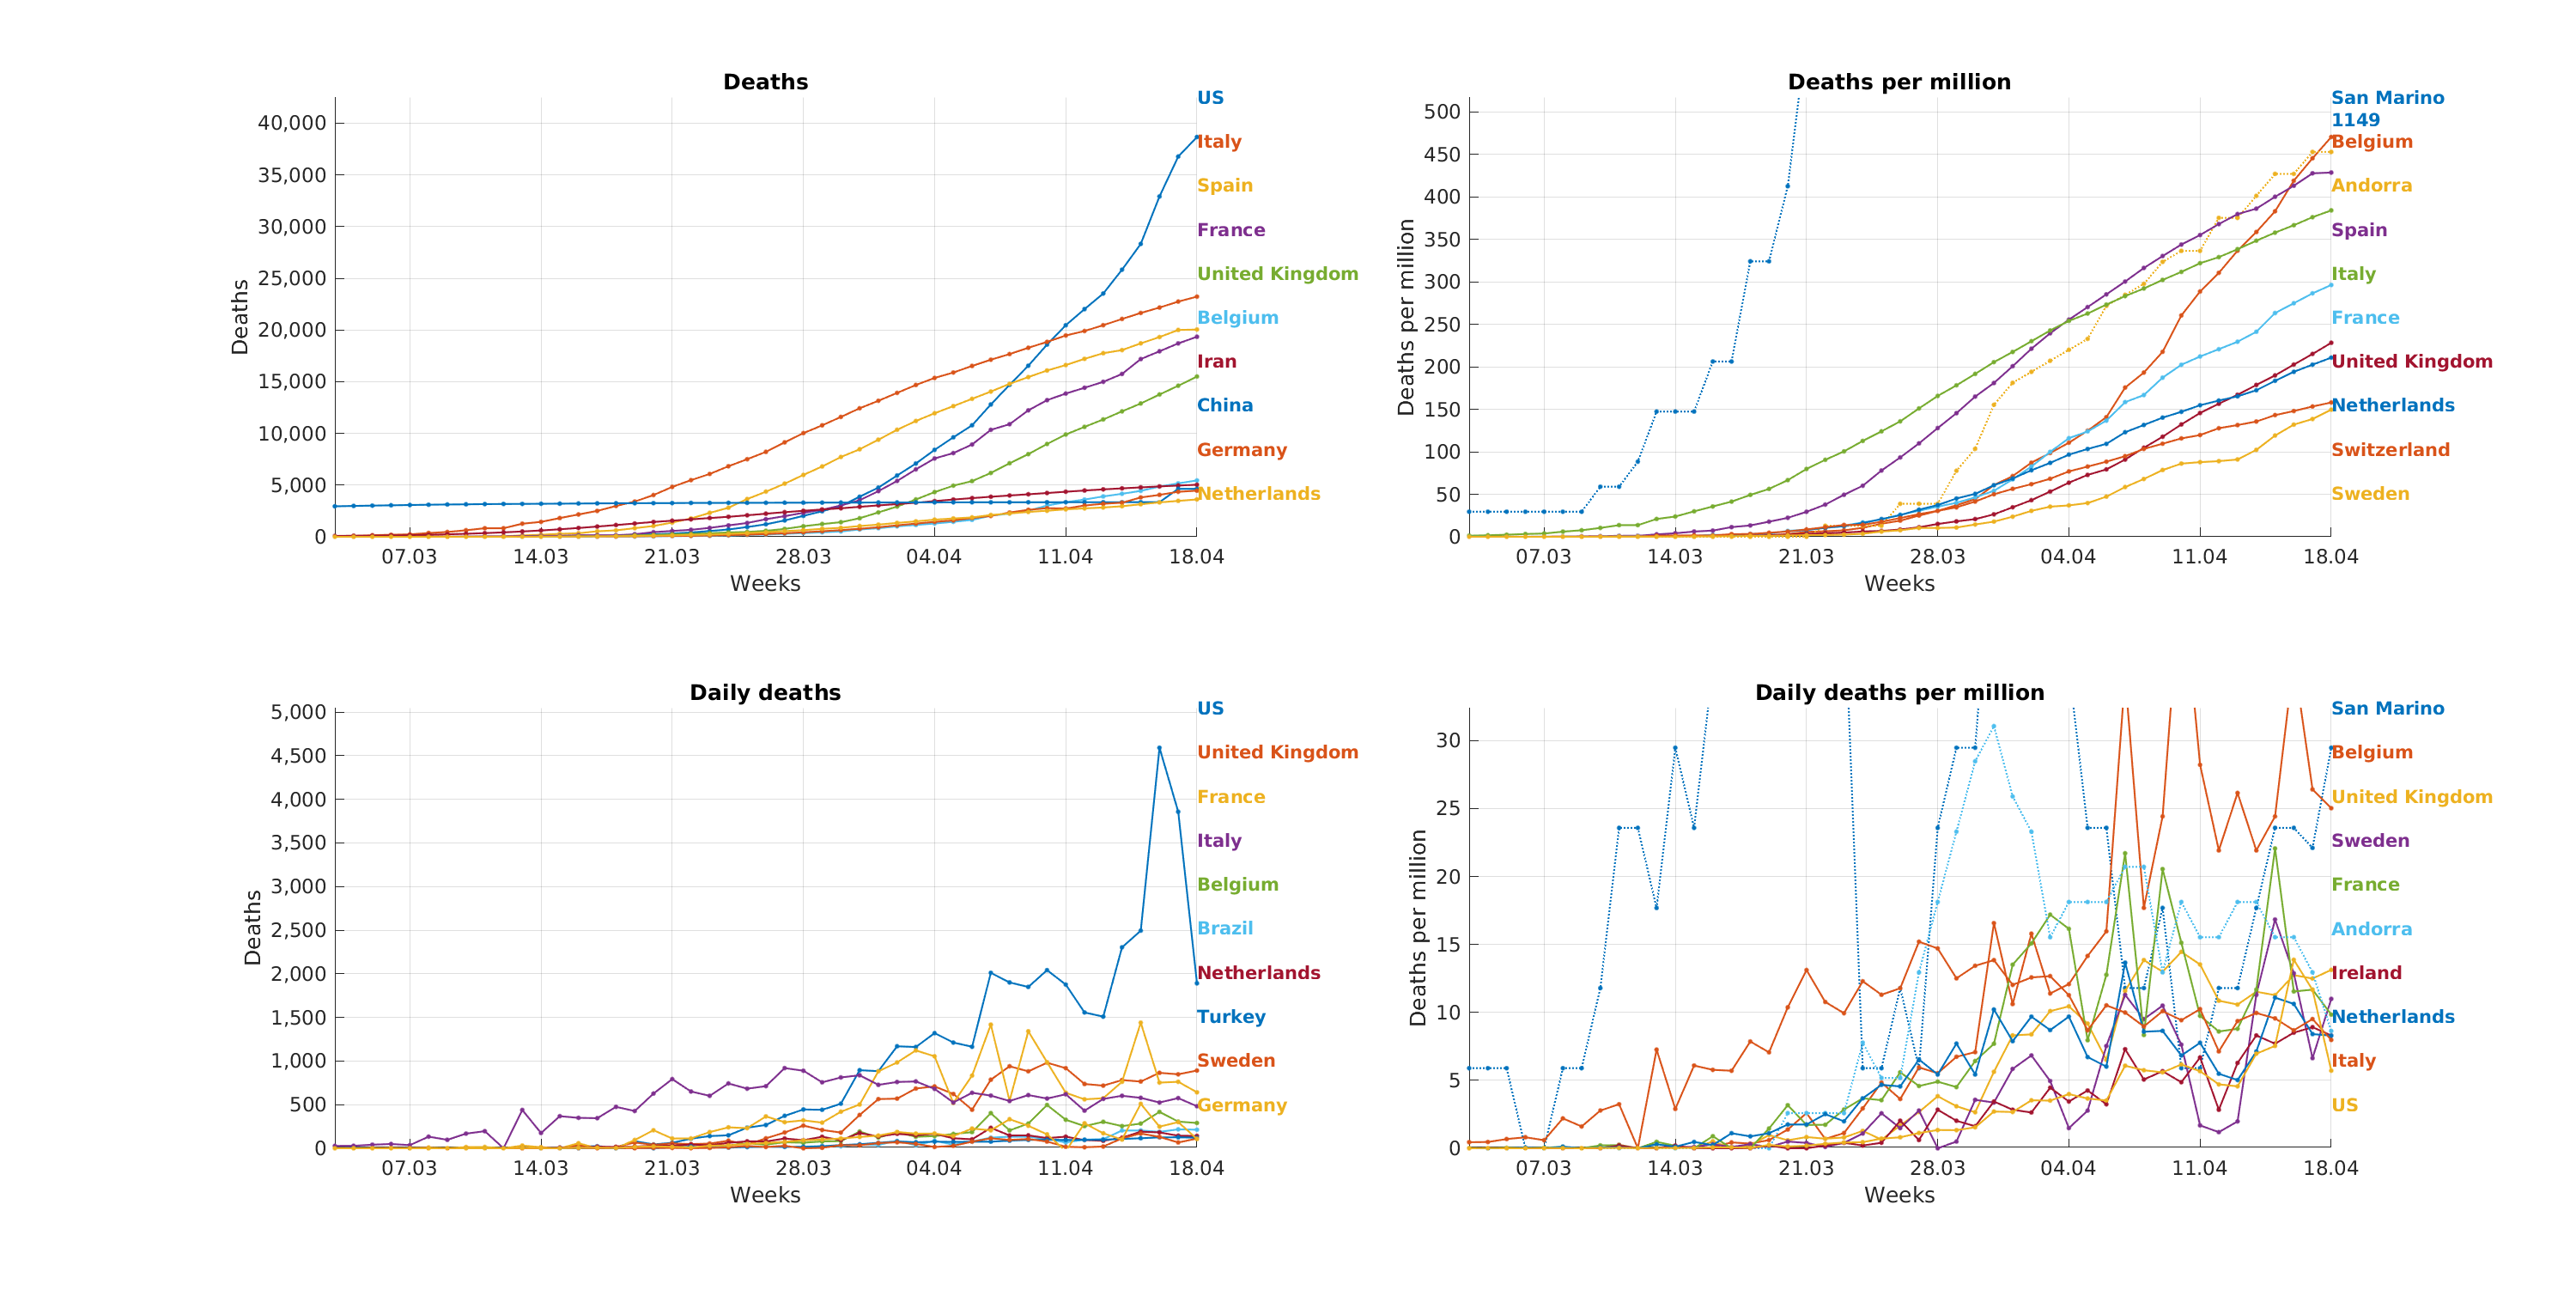 Deaths
40,000
35,000
30,000
25,000
20,000
15,000
10,000
5,000
0
Deaths
07.03 14.03 21.03 28.03 04.04 11.04 18.04
Weeks
US
Italy
Spain
France
United Kingdom
Belgium
Iran
China
Germany
Netherlands
Deaths per million
500
450
400
350
300
250
200
150
100
50
0
Deaths per million
07.03 14.03 21.03 28.03 04.04 11.04 18.04
Weeks
San Marino
1149
Belgium
Andorra
Spain
Italy
France
United Kingdom
Netherlands
Switzerland
Sweden
Daily deaths
5,000
4,500
4,000
3,500
3,000
2,500
2,000
1,500
1,000
500
0
Deaths
07.03 14.03 21.03 28.03 04.04 11.04 18.04
Weeks
US
United Kingdom
France
Italy
Belgium
Brazil
Netherlands
Turkey
Sweden
Germany
Daily deaths per million
30
25
20
15
10
5
0
Deaths per million
07.03 14.03 21.03 28.03 04.04 11.04 18.04
Weeks
San Marino
Belgium
United Kingdom
Sweden
France
Andorra
Ireland
Netherlands
Italy
US